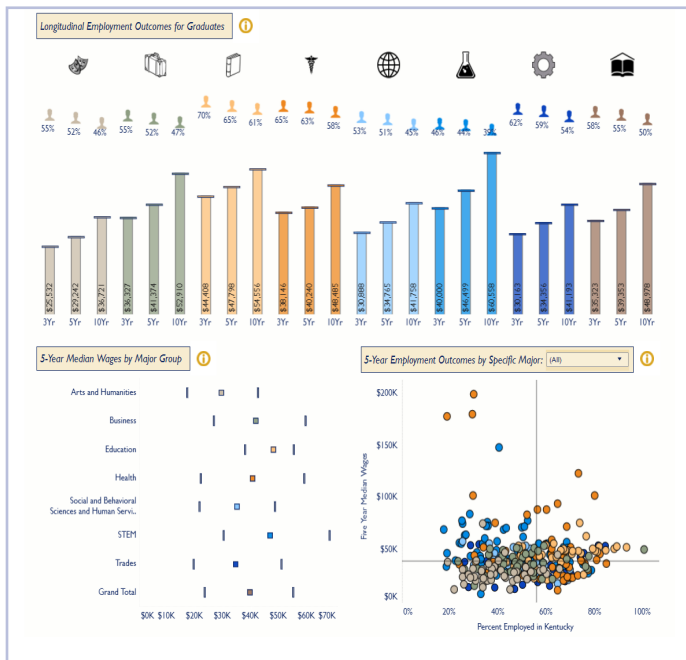 Longitudinal Employment Outcomes for Graduates
55% 52% 46% 55% 52% 47% 70% 65% 61% 65% 63% 58% 53% 51% 45% 46% 44% 62% 59% 54% 58% 55% 50%
$25,532 $29,242 $36,721 $36,327 $41,374 $52,910 $44,408 $47,798 $54,556 $38,146 $40,240 $48,485 $30,888 $34,765 $41,758 $40,000 $46,499 $60,558 $30,163 $34,356 $41,193 $35,323 $39,353 $48,978
3Yr 5Yr 10Yr 3Yr 5Yr 10Yr 3Yr 5Yr 10Yr 3Yr 5Yr 10Yr 3Yr 5Yr 10Yr 3Yr 5Yr 10Yr 3Yr 5Yr 10Yr 3Yr 5Yr 10Yr
5-Year Median Wages by Major Group
Arts and Humanities
Business
Education
Health
Social and Behavioral
Sciences and Human Servi..
STEM
Trades
Grand Total
$0K $10K $20K $30K $40K $50K $60K $70K
5-Year Employment Outcomes by Specific Major: (All)
$200K
$150K
$100K
$50K
$0K
Five Year Median Wages
0% 20% 40% 60% 80% 100%
Percent Employed in Kentucky